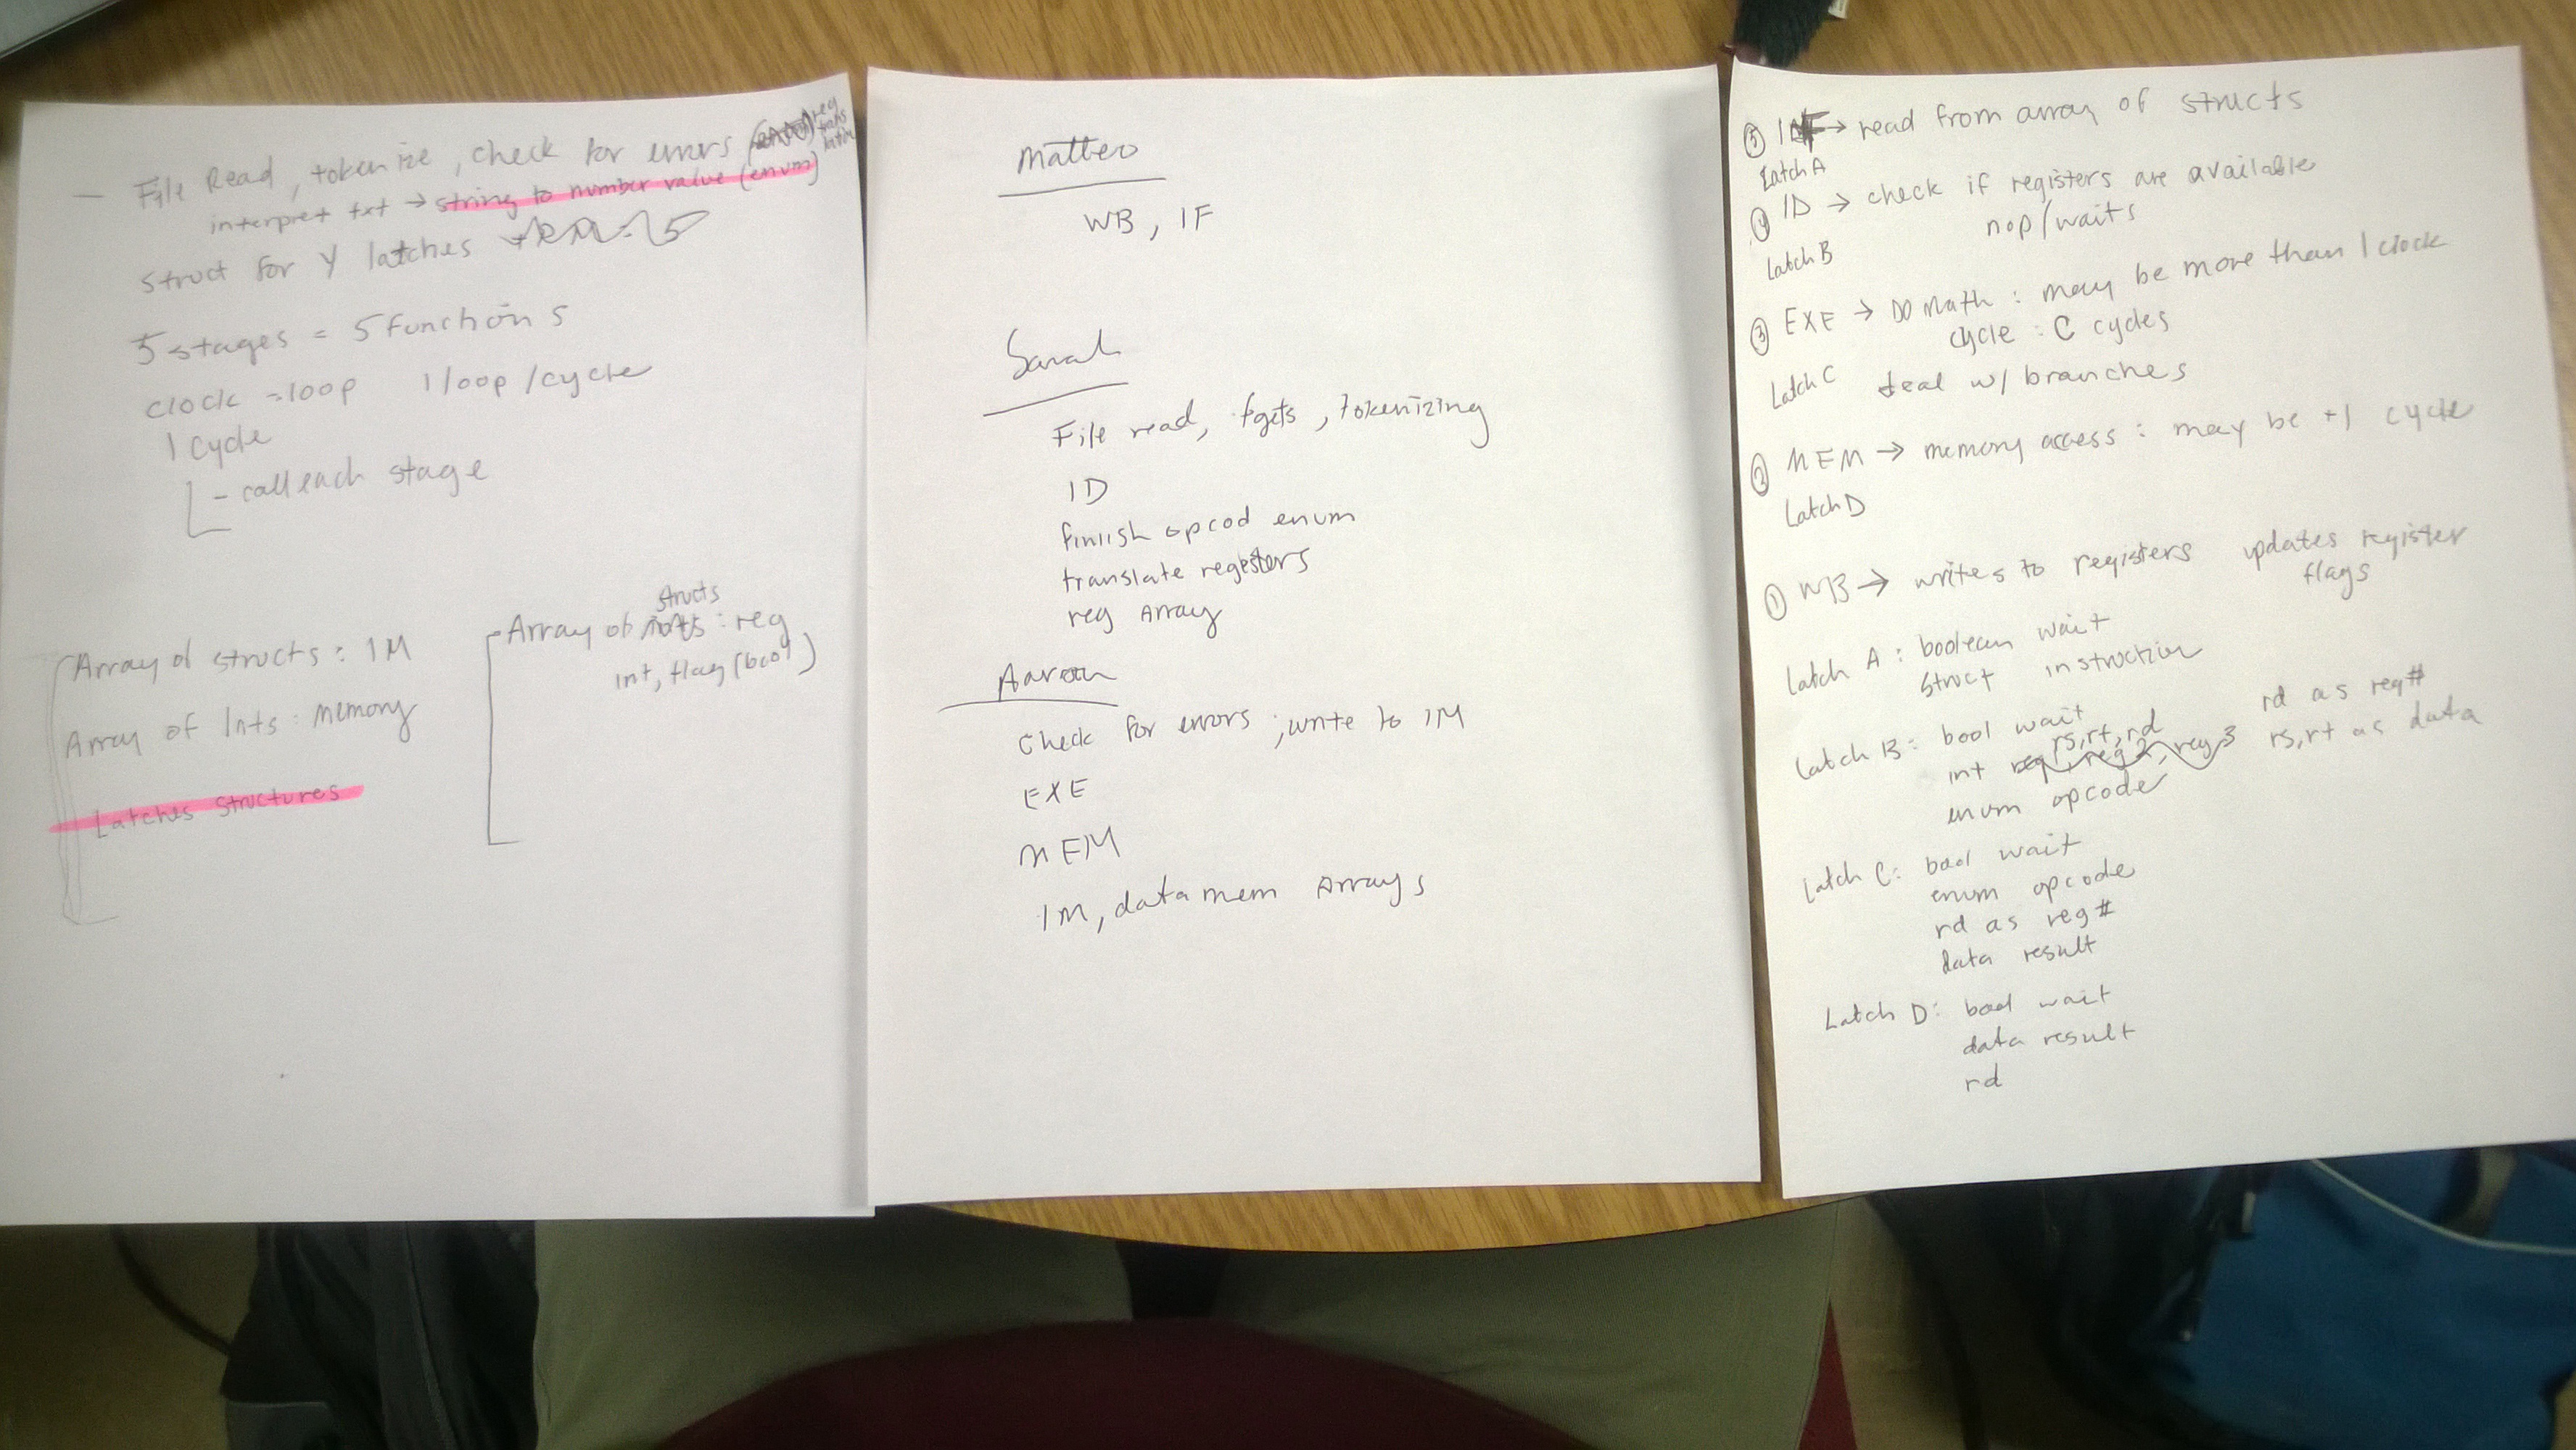 — File Read, tokenize, check for errors (reg
interpret txt → string to number value (enum)
struct for 4 latches
5 stages = 5 functions
clock = loop 1 loop / cycle
1 cycle
- call each stage
Array of structs : IM
Array of Ints : memory
Latches structures
structs
Array of : reg
int, flag (bool)
Matteo
WB, IF
Sarah
File read, fgets, tokenizing
ID
finiish opcod enum
translate regesters
reg Array
Aaron
Check for errors ; write to IM
EXE
MEM
IM, data mem Arrays
⑤ IF → read from array of structs
Latch A
④ ID → check if registers are available
nop/waits
Latch B
③ EXE → DO Math : may be more than 1 clock
cycle : C cycles
Latch C deal w/ branches
② MEM → memory access : may be +1 cycle
Latch D
① WB → writes to registers updates register
flags
Latch A : boolean wait
struct instruction
Latch B : bool wait
rs, rt, rd rd as reg#
int reg1, reg2, reg3 rs, rt as data
enum opcode
Latch C: bool wait
enum opcode
rd as reg#
data result
Latch D: bool wait
data result
rd